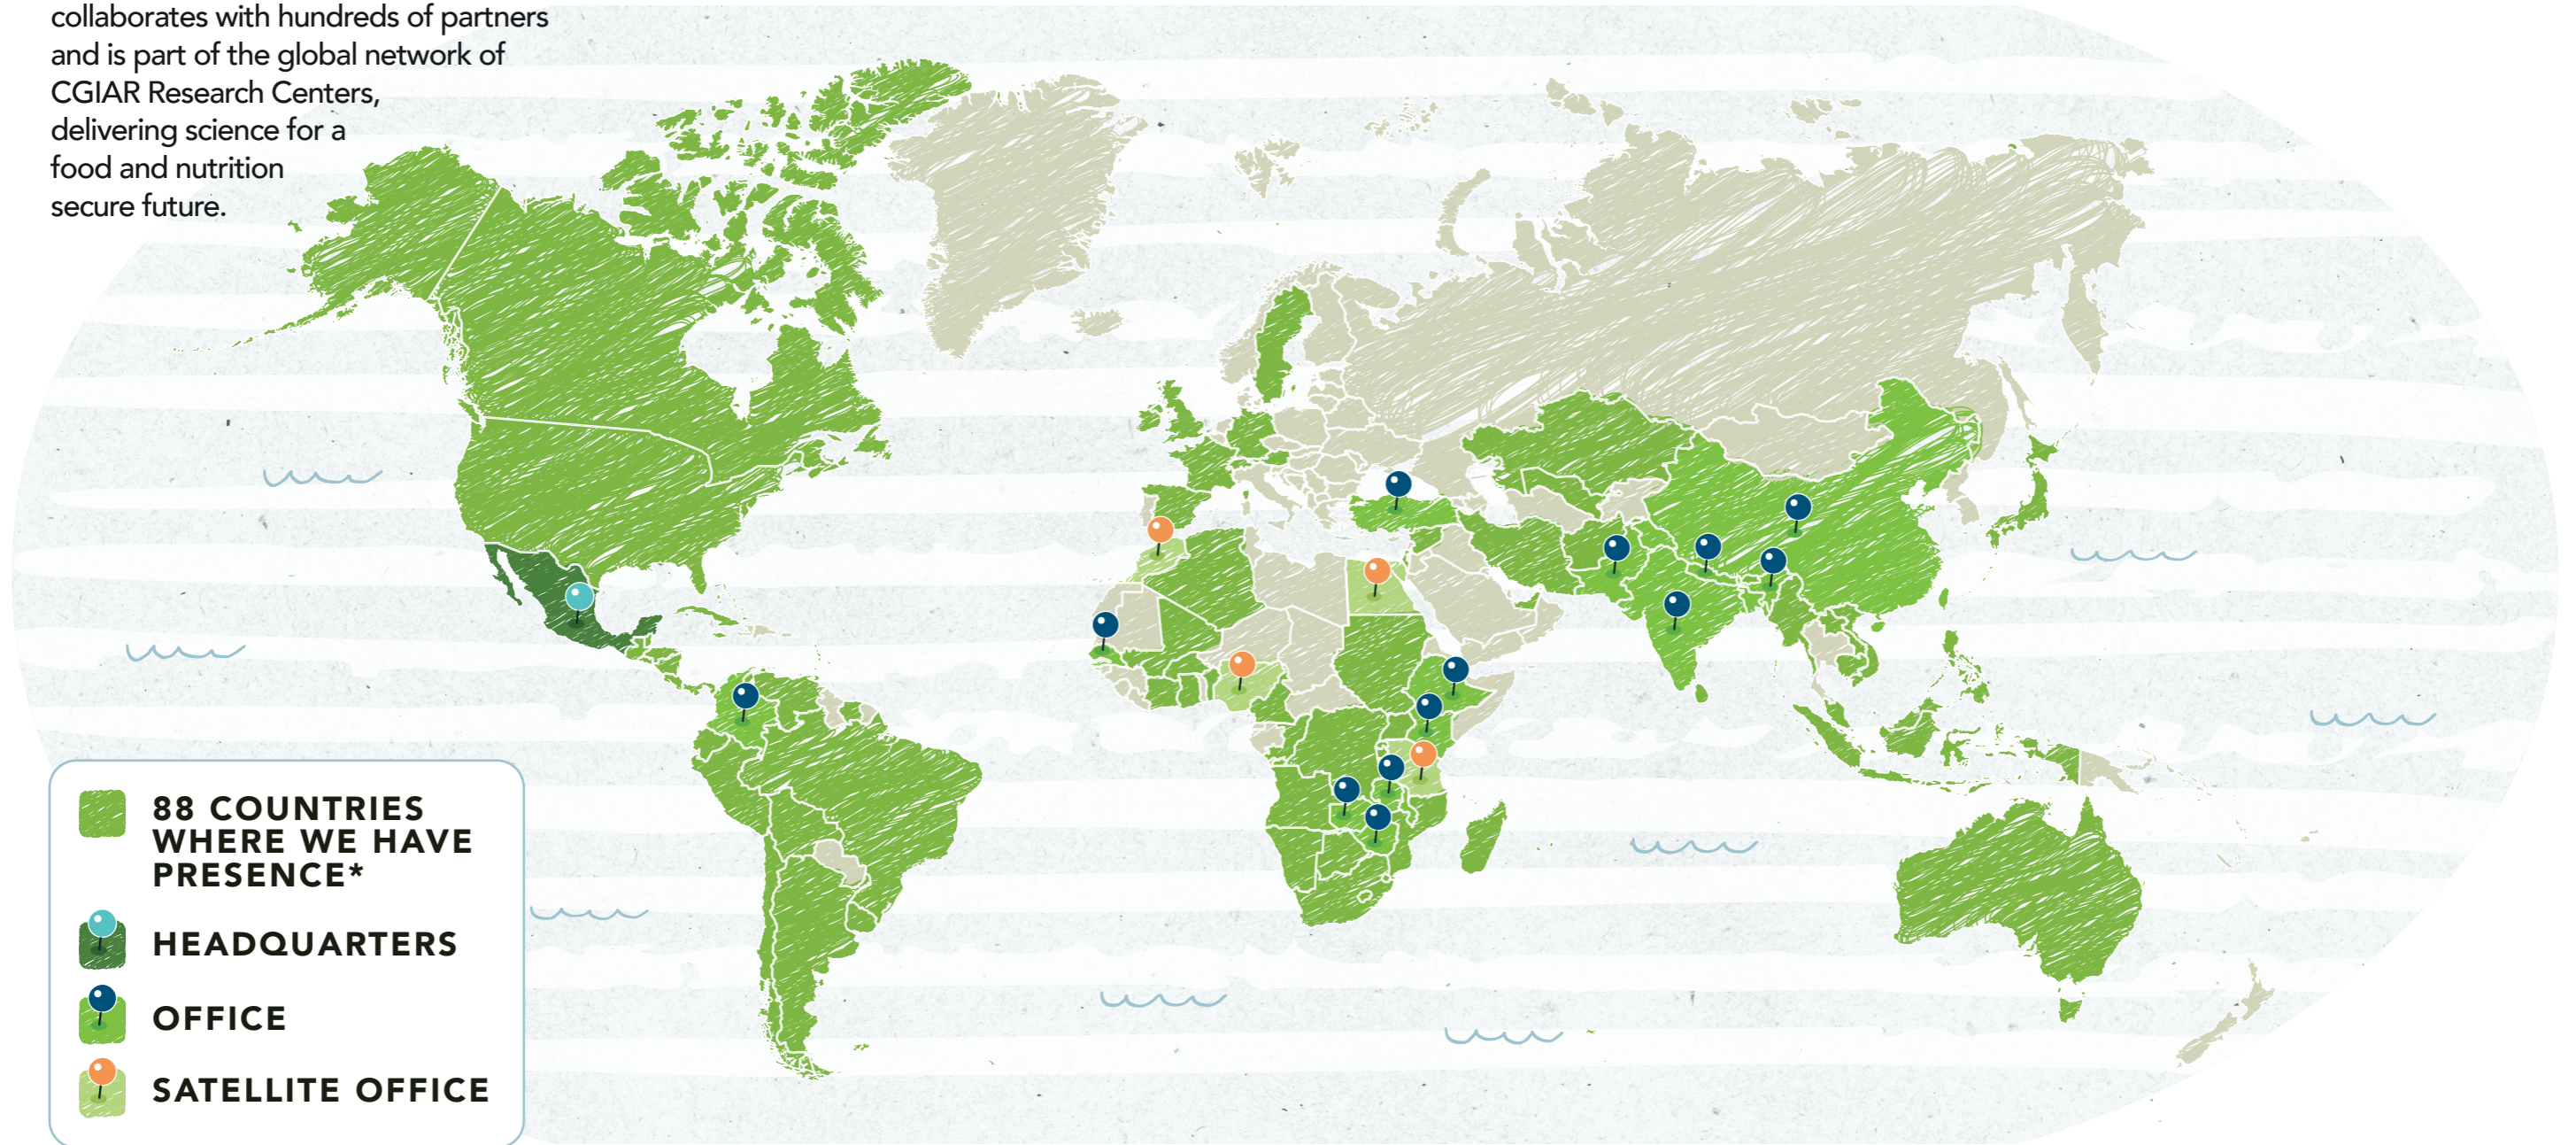 collaborates with hundreds of partners
and is part of the global network of
CGIAR Research Centers,
delivering science for a
food and nutrition
secure future.
88 COUNTRIES
WHERE WE HAVE
PRESENCE*
HEADQUARTERS
OFFICE
SATELLITE OFFICE